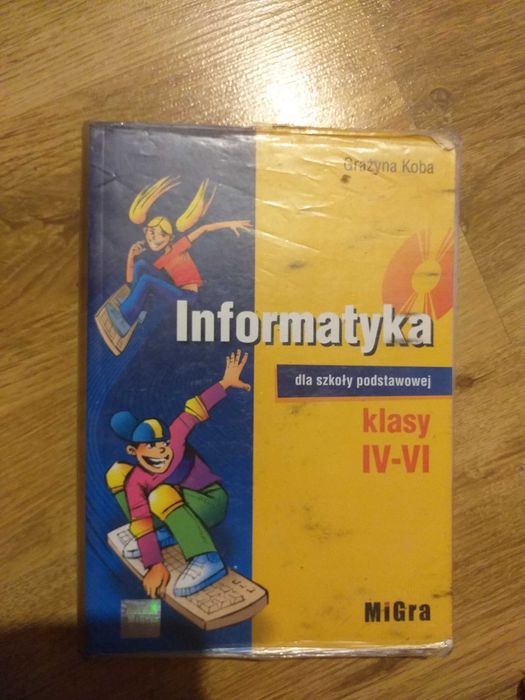 Grażyna Koba
Informatyka
dla szkoły podstawowej
klasy
IV-VI
MiGra